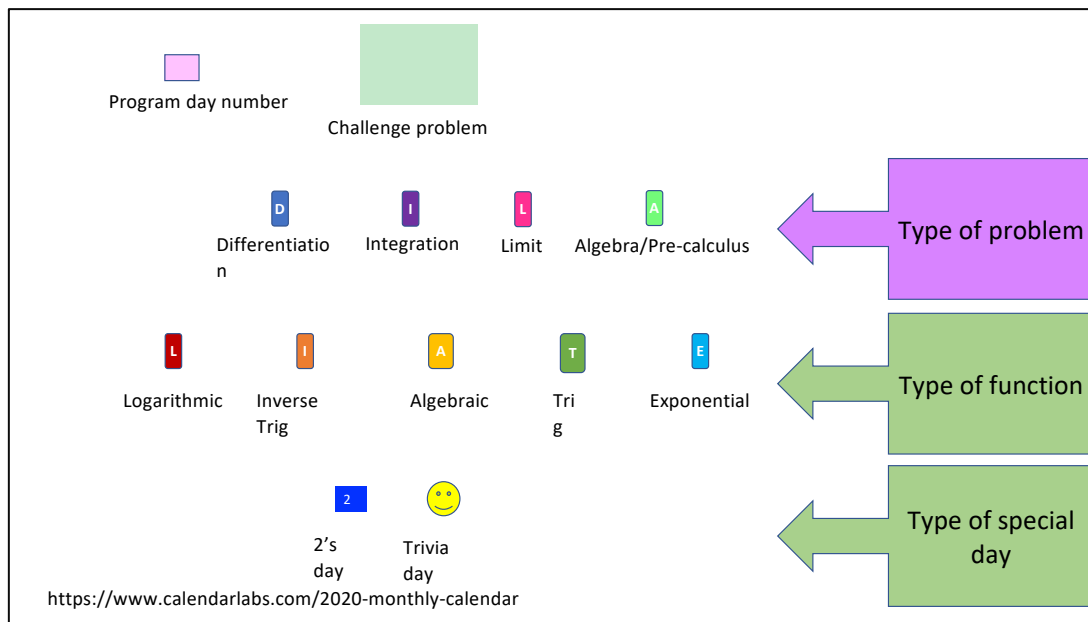 Program day number
Challenge problem
D
I
L
A
Differentiatio
n
Integration
Limit
Algebra/Pre-calculus
Type of problem
L
I
A
T
E
Logarithmic
Inverse
Trig
Algebraic
Tri
g
Exponential
Type of function
2
2’s
day
Trivia
day
Type of special
day
https://www.calendarlabs.com/2020-monthly-calendar